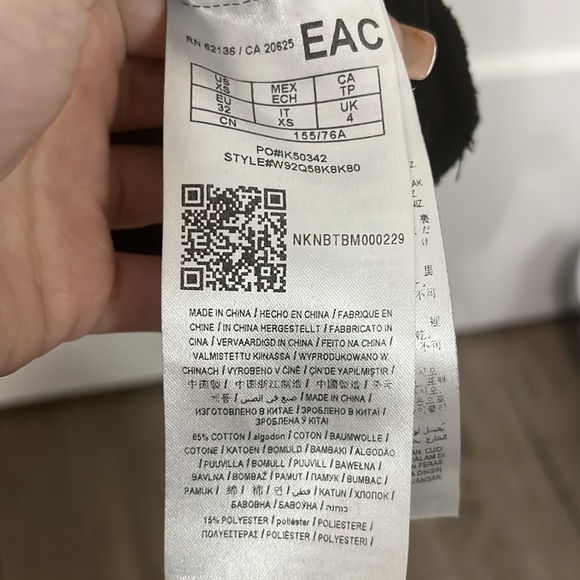 RN 62136 / CA 20625 EAC
US XS MEX ECH CA TP
EU 32 IT XS UK 4
CN 155/76A
PO#IK50342
STYLE#W92Q58K8K80
NKNBTBM000229
MADE IN CHINA / HECHO EN CHINA / FABRIQUE EN
CHINE / IN CHINA HERGESTELLT / FABBRICATO IN
CINA / VERVAARDIGD IN CHINA / FEITO NA CHINA /
VALMISTETTU KIINASSA / WYPRODUKOWANO W
CHINACH / VYROBENO V ČÍNĚ / ÇİN'DE YAPILMIŞTIR /
中国製 / 中国浙江制造 / 中國製造 / 중국
제품 / صنع في الصين / MADE IN CHINA /
ИЗГОТОВЛЕНО В КИТАЕ / ЗРОБЛЕНО В КИТАЇ /
ЗРОБЛЕНА Ў КІТАІ
85% COTTON / algodon / COTON / BAUMWOLLE /
COTONE / KATOEN / BOMULD / BAMBAKI / ALGODÃO
/ PUUVILLA / BOMULL / PUUVILL / BAWEŁNA /
BAVLNA / BOMBAŽ / PAMUT / ПАМУК / BUMBAC /
PAMUK / 綿 / 棉 / 면 / قطن / KATUN / ХЛОПОК /
БАВОВНА / БАВОЎНА / כותנה
15% POLYESTER / poliéster / POLIESTERE /
ПОЛУЕΣΤΕΡΑΣ / POLIÉSTER / POLYESTERI /